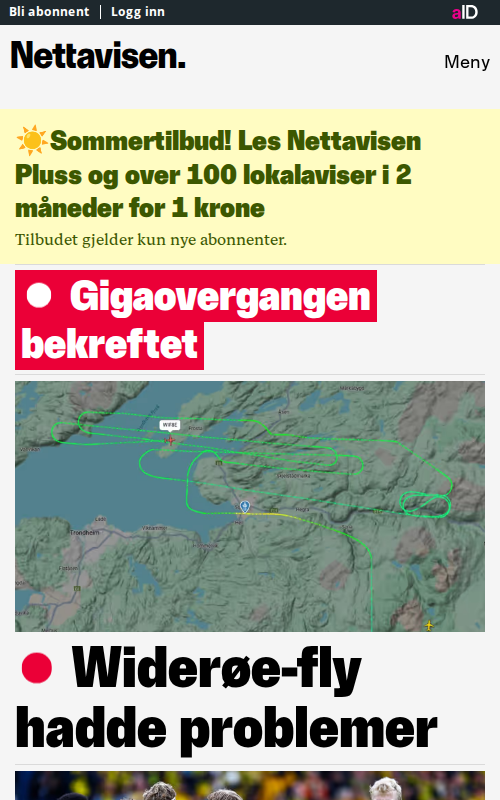 Bli abonnent
Logg inn
aID
Nettavisen.
Meny
Sommertilbud! Les Nettavisen
Pluss og over 100 lokalaviser i 2
måneder for 1 krone
Tilbudet gjelder kun nye abonnenter.
Gigaovergangen
bekreftet
Trondheim
Widerøe-fly
hadde problemer